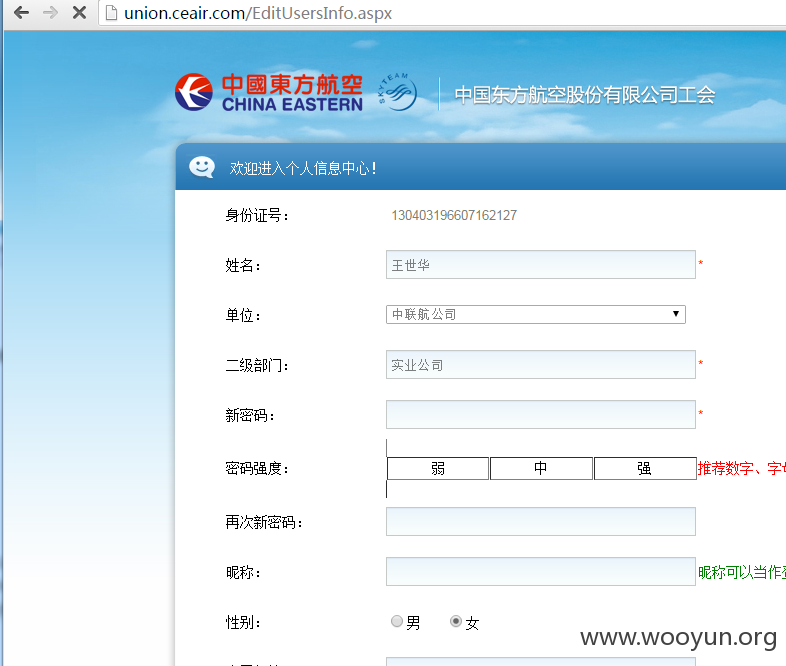 union.ceair.com/EditUsersInfo.aspx
中國東方航空
CHINA EASTERN
SKYTEAM
中国东方航空股份有限公司工会
欢迎进入个人信息中心!
身份证号: 130403196607162127
姓名: 王世华 *
单位: 中联航公司
二级部门: 实业公司 *
新密码: *
密码强度: 弱 中 强 推荐数字、字
再次新密码:
昵称: 昵称可以当作
性别: 男 女
www.wooyun.org